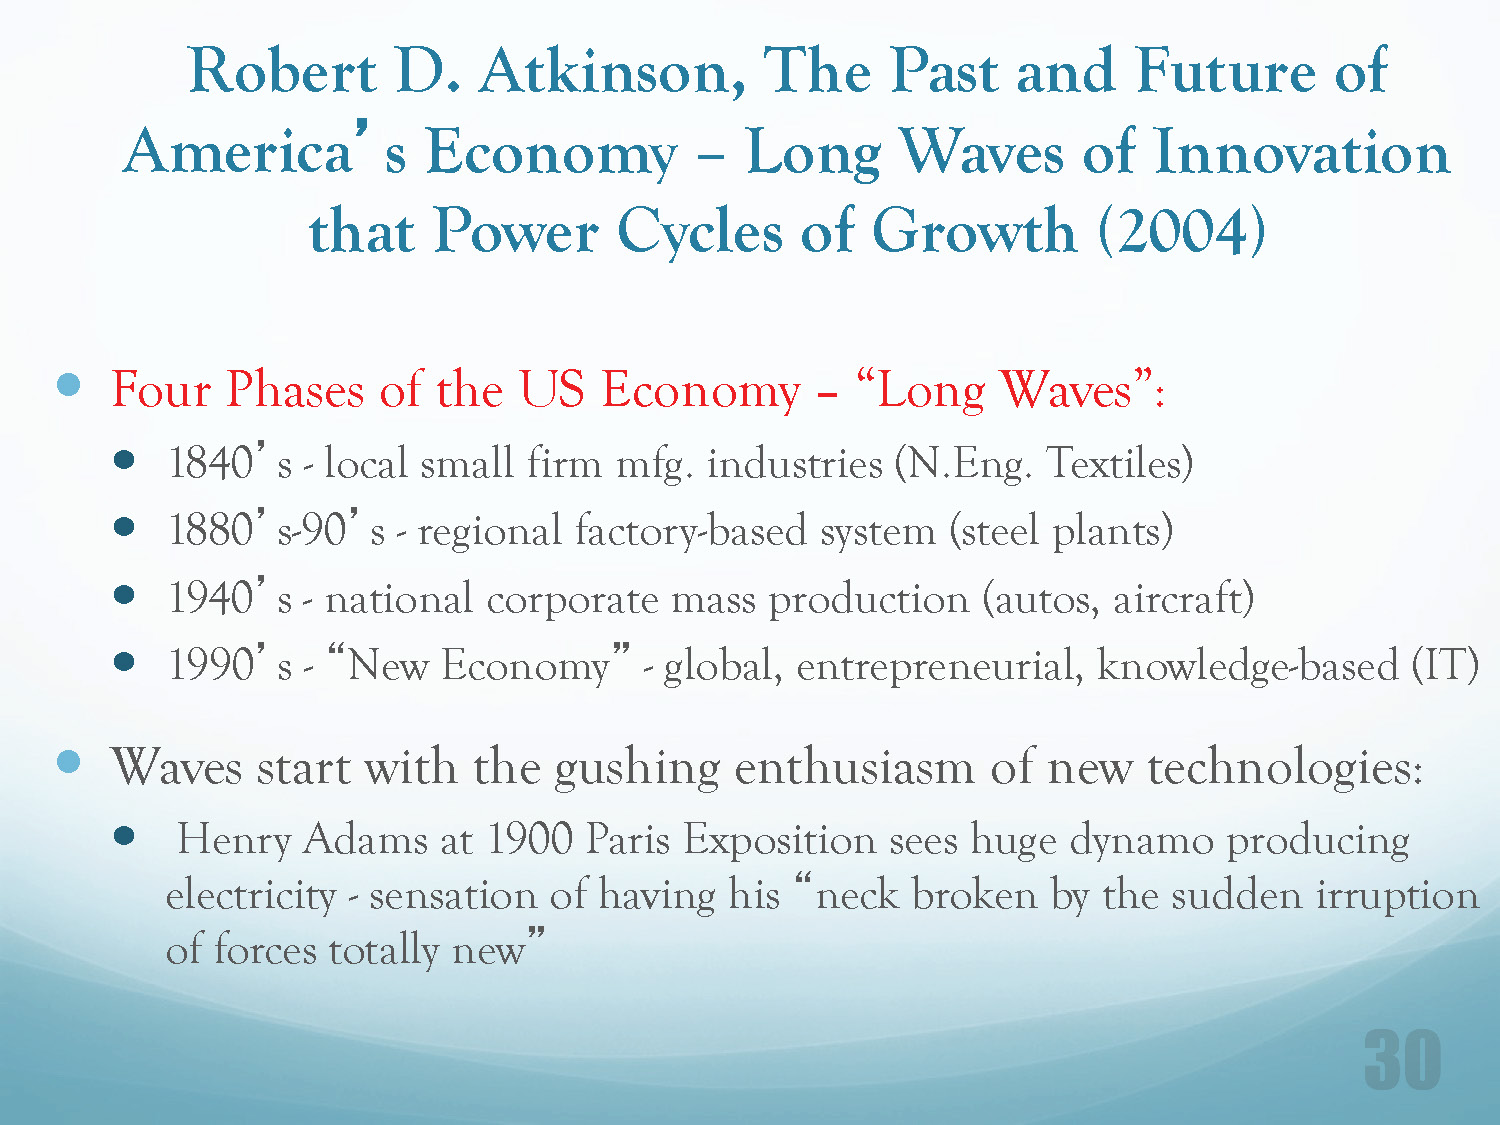 Robert D. Atkinson, The Past and Future of
America’s Economy – Long Waves of Innovation
that Power Cycles of Growth (2004)
• Four Phases of the US Economy – “Long Waves”:
• 1840’s - local small firm mfg. industries (N.Eng. Textiles)
• 1880’s-90’s - regional factory-based system (steel plants)
• 1940’s - national corporate mass production (autos, aircraft)
• 1990’s - “New Economy” - global, entrepreneurial, knowledge-based (IT)
• Waves start with the gushing enthusiasm of new technologies:
• Henry Adams at 1900 Paris Exposition sees huge dynamo producing
electricity - sensation of having his “neck broken by the sudden irruption
of forces totally new”
30